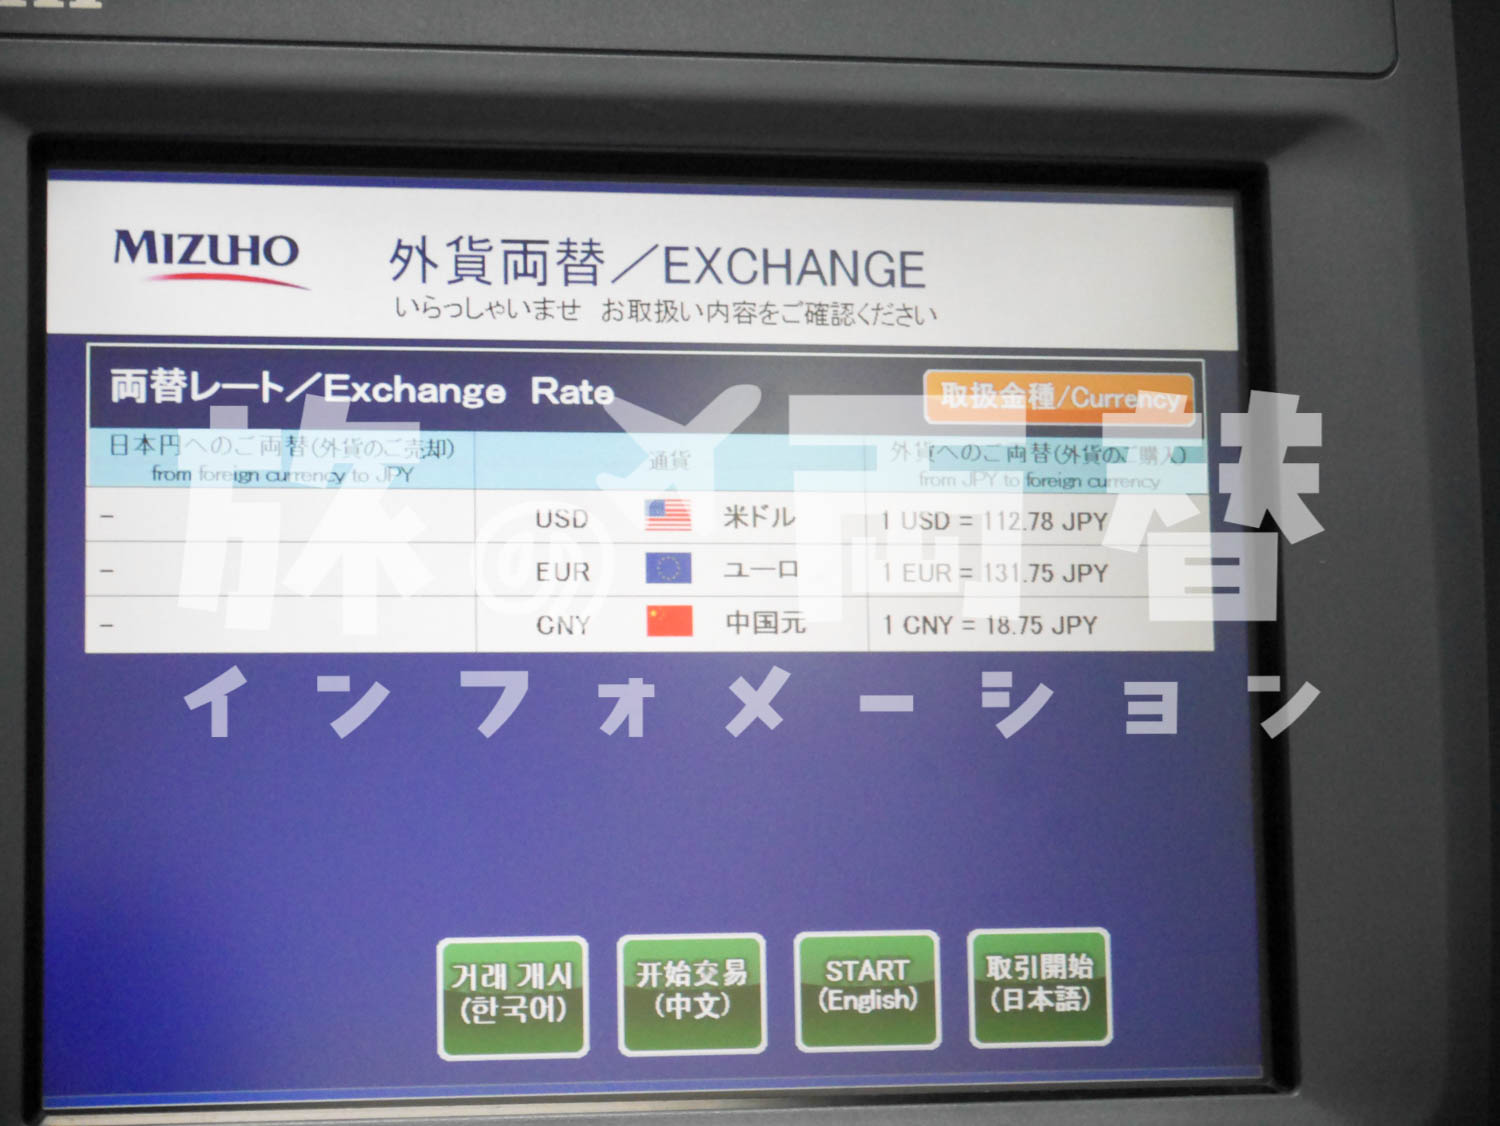 MIZUHO
外貨両替／EXCHANGE
いらっしゃいませ お取扱い内容をご確認ください
両替レート／Exchange Rate
取扱金種/Currency
日本円へのご両替(外貨のご売却) 通貨 外貨へのご両替(外貨のご購入)
from foreign currency to JPY from JPY to foreign currency
- USD 米ドル 1 USD = 112.78 JPY
- EUR ユーロ 1 EUR = 131.75 JPY
- CNY 中国元 1 CNY = 18.75 JPY
旅の両替
インフォメーション
거래 개시 开始交易 START 取引開始
(한국어) (中文) (English) (日本語)